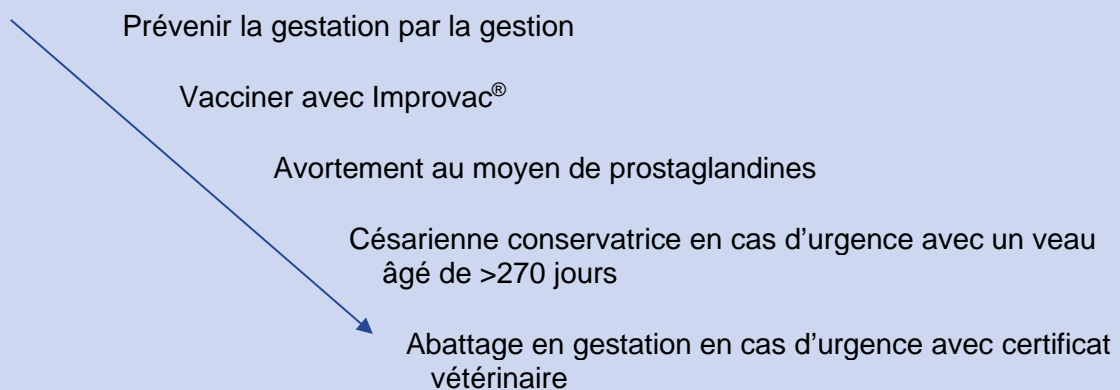 Prévenir la gestation par la gestion
Vacciner avec Improvac®
Avortement au moyen de prostaglandines
Césarienne conservatrice en cas d’urgence avec un veau
âgé de >270 jours
Abattage en gestation en cas d’urgence avec certificat
vétérinaire